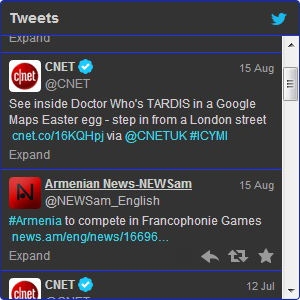 Tweets
Expand
c|net CNET 15 Aug
@CNET
See inside Doctor Who's TARDIS in a Google
Maps Easter egg - step in from a London street
cnet.co/16KQHpj via @CNETUK #ICYMI
Expand
Armenian News-NEWSam 15 Aug
@NEWSam_English
#Armenia to compete in Francophonie Games
news.am/eng/news/16696...
Expand
c|net CNET 12 Jul
@CNET